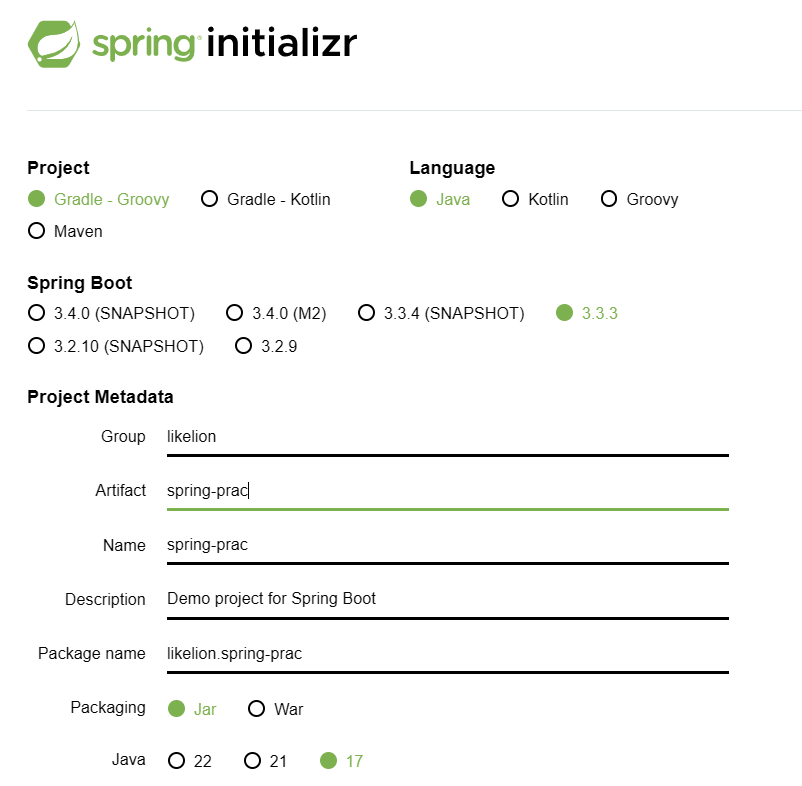 spring initializr
Project
Language
Gradle - Groovy Gradle - Kotlin
Java Kotlin Groovy
Maven
Spring Boot
3.4.0 (SNAPSHOT) 3.4.0 (M2) 3.3.4 (SNAPSHOT) 3.3.3
3.2.10 (SNAPSHOT) 3.2.9
Project Metadata
Group likelion
Artifact spring-prac
Name spring-prac
Description Demo project for Spring Boot
Package name likelion.spring-prac
Packaging Jar War
Java 22 21 17